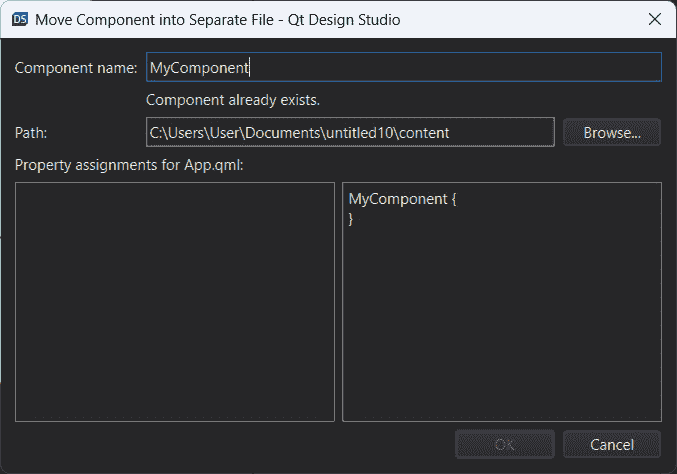 DS Move Component into Separate File - Qt Design Studio
Component name: MyComponent
Component already exists.
Path: C:\Users\User\Documents\untitled10\content Browse...
Property assignments for App.qml:
MyComponent {
}
OK Cancel